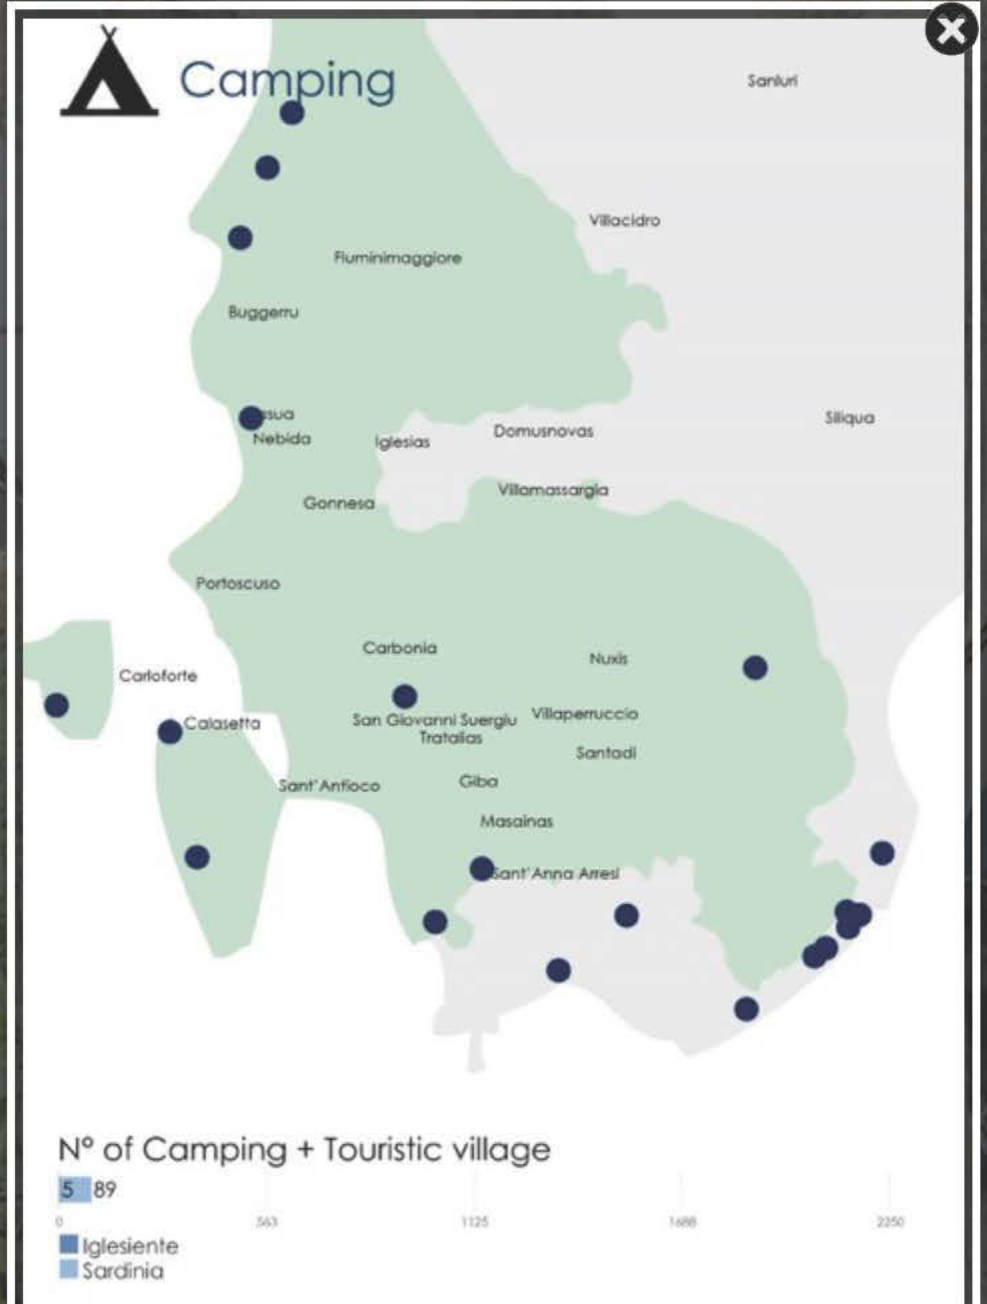 Camping
Sanluri
Villacidro
Fluminimaggiore
Buggerru
Siliqua
Domusnovas
Nebida
Iglesias
Villamassargia
Gonnesa
Portoscuso
Carbonia
Nuxis
Carloforte
Villaperruccio
San Giovanni Suergiu
Calasetta
Tratalias
Santadi
Giba
Sant'Antioco
Masainas
Sant'Anna Arresi
N° of Camping + Touristic village
5 89
0 563 1125 1688 2250
Iglesiente
Sardinia